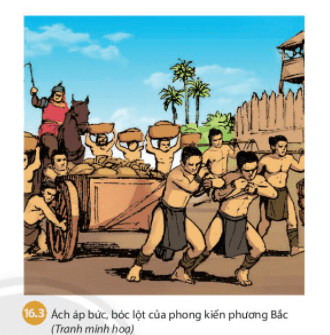 16.3 Ách áp bức, bóc lột của phong kiến phương Bắc
(Tranh minh hoạ)